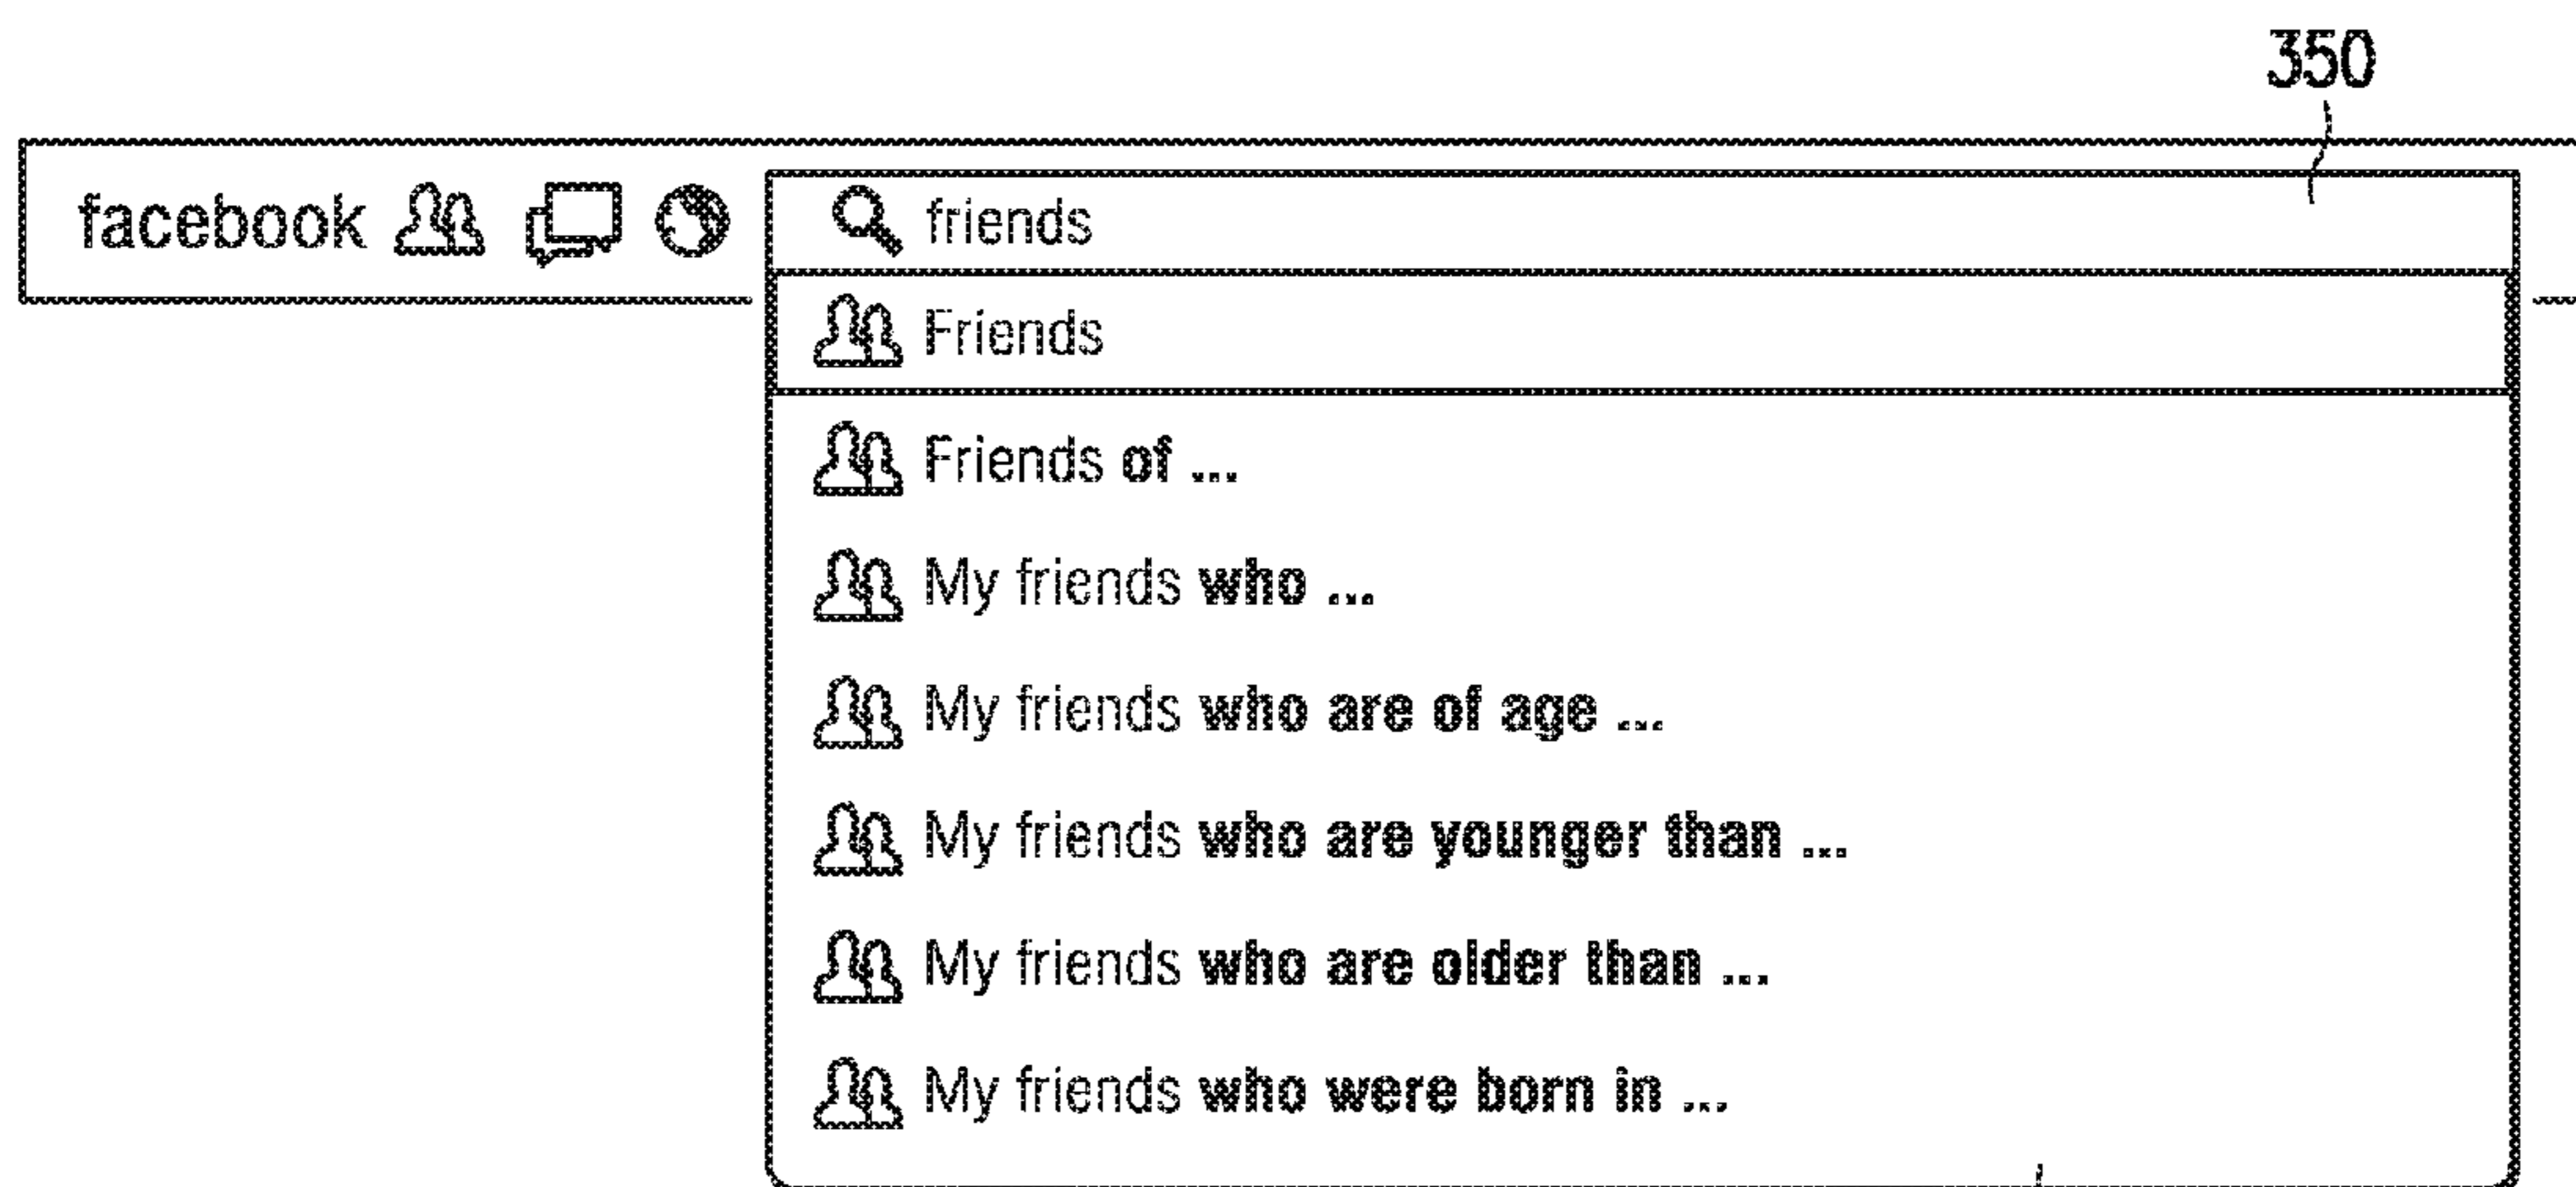 350
facebook friends
Friends
Friends of ...
My friends who ...
My friends who are of age ...
My friends who are younger than ...
My friends who are older than ...
My friends who were born in ...